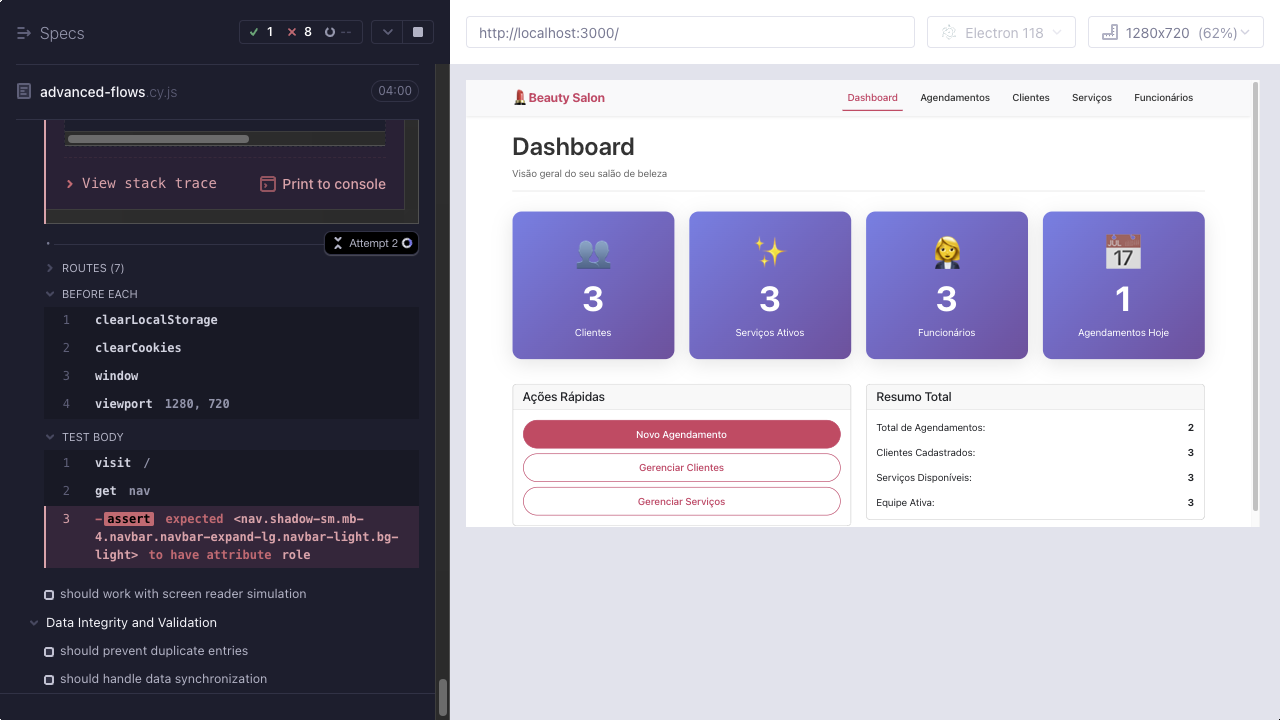 Specs
1
8
--
advanced-flows.cy.js
04:00
View stack trace
Print to console
Attempt 2
ROUTES (7)
BEFORE EACH
1 clearLocalStorage
2 clearCookies
3 window
4 viewport 1280, 720
TEST BODY
1 visit /
2 get nav
3 -assert expected <nav.shadow-sm.mb-
4.navbar.navbar-expand-lg.navbar-light.bg-
light> to have attribute role
should work with screen reader simulation
Data Integrity and Validation
should prevent duplicate entries
should handle data synchronization
http://localhost:3000/
Electron 118
1280x720 (62%)
Beauty Salon
Dashboard
Agendamentos
Clientes
Serviços
Funcionários
Dashboard
Visão geral do seu salão de beleza
3
Clientes
3
Serviços Ativos
3
Funcionários
JUL
17
1
Agendamentos Hoje
Ações Rápidas
Novo Agendamento
Gerenciar Clientes
Gerenciar Serviços
Resumo Total
Total de Agendamentos: 2
Clientes Cadastrados: 3
Serviços Disponíveis: 3
Equipe Ativa: 3